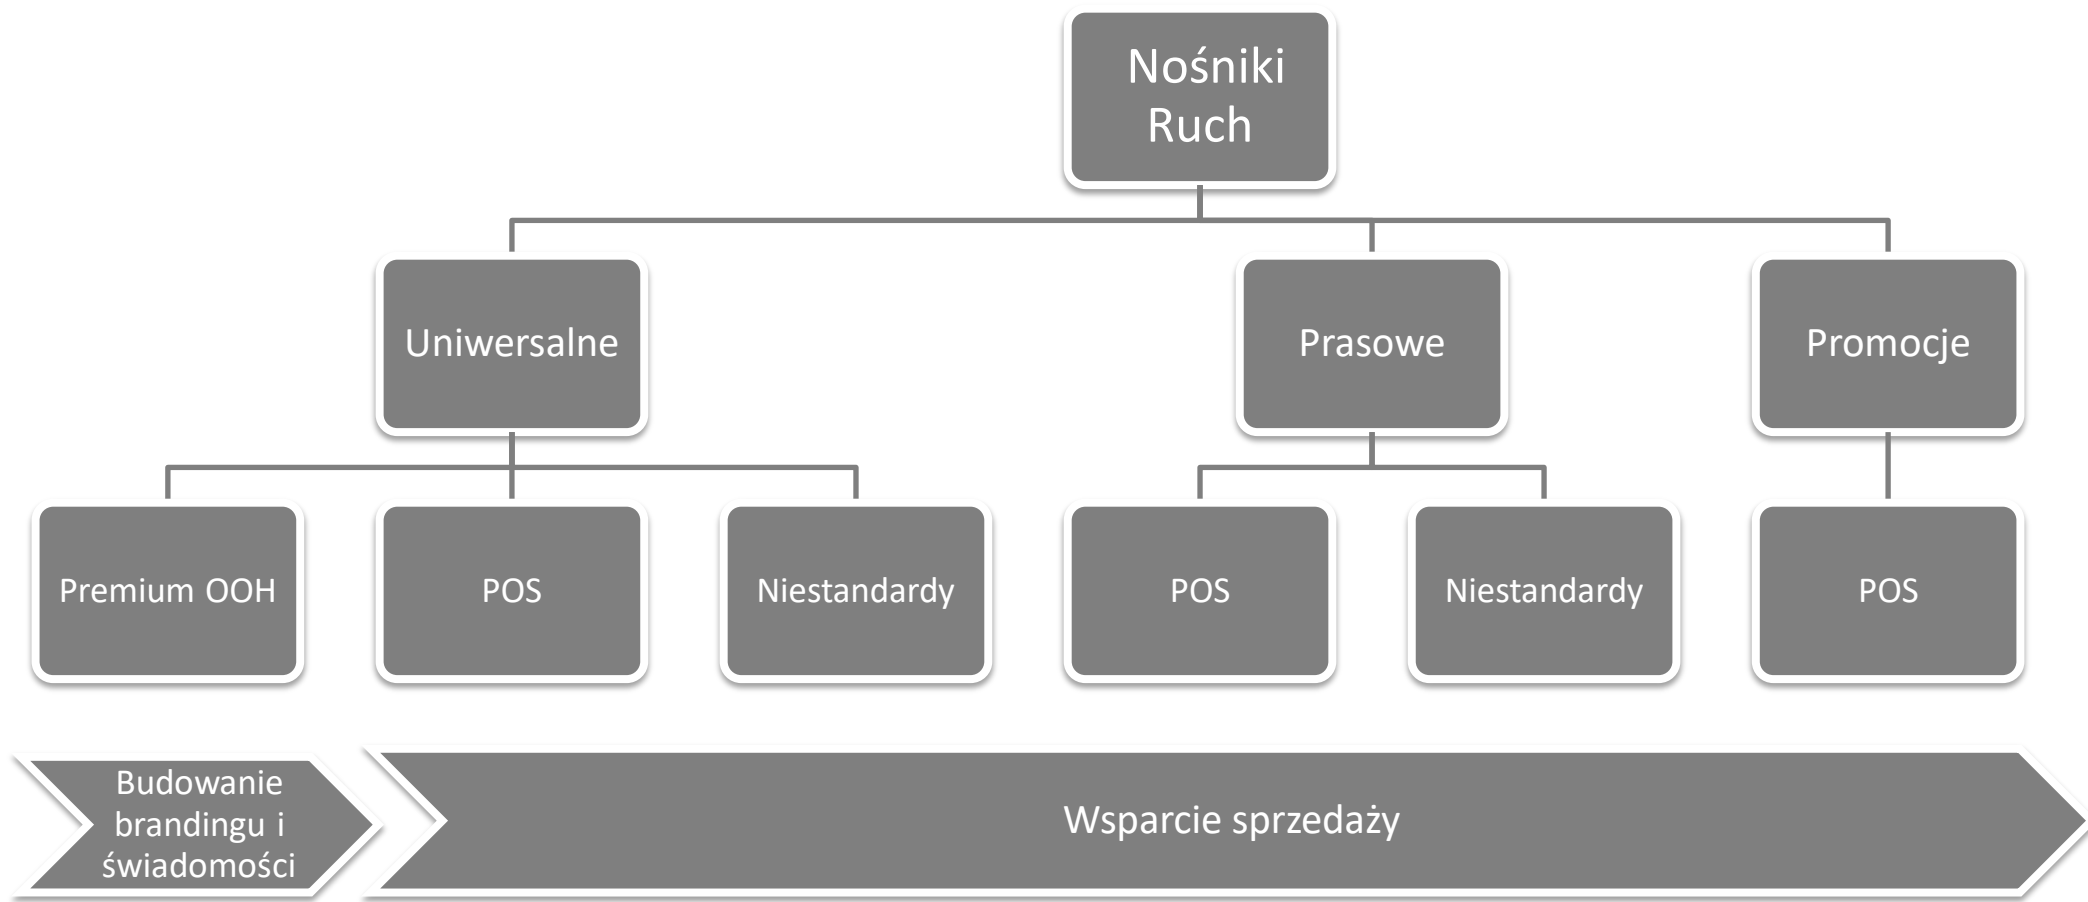 Nośniki
Ruch
Uniwersalne
Prasowe
Promocje
Premium OOH
POS
Niestandardy
POS
Niestandardy
POS
Budowanie
brandingu i
świadomości
Wsparcie sprzedaży